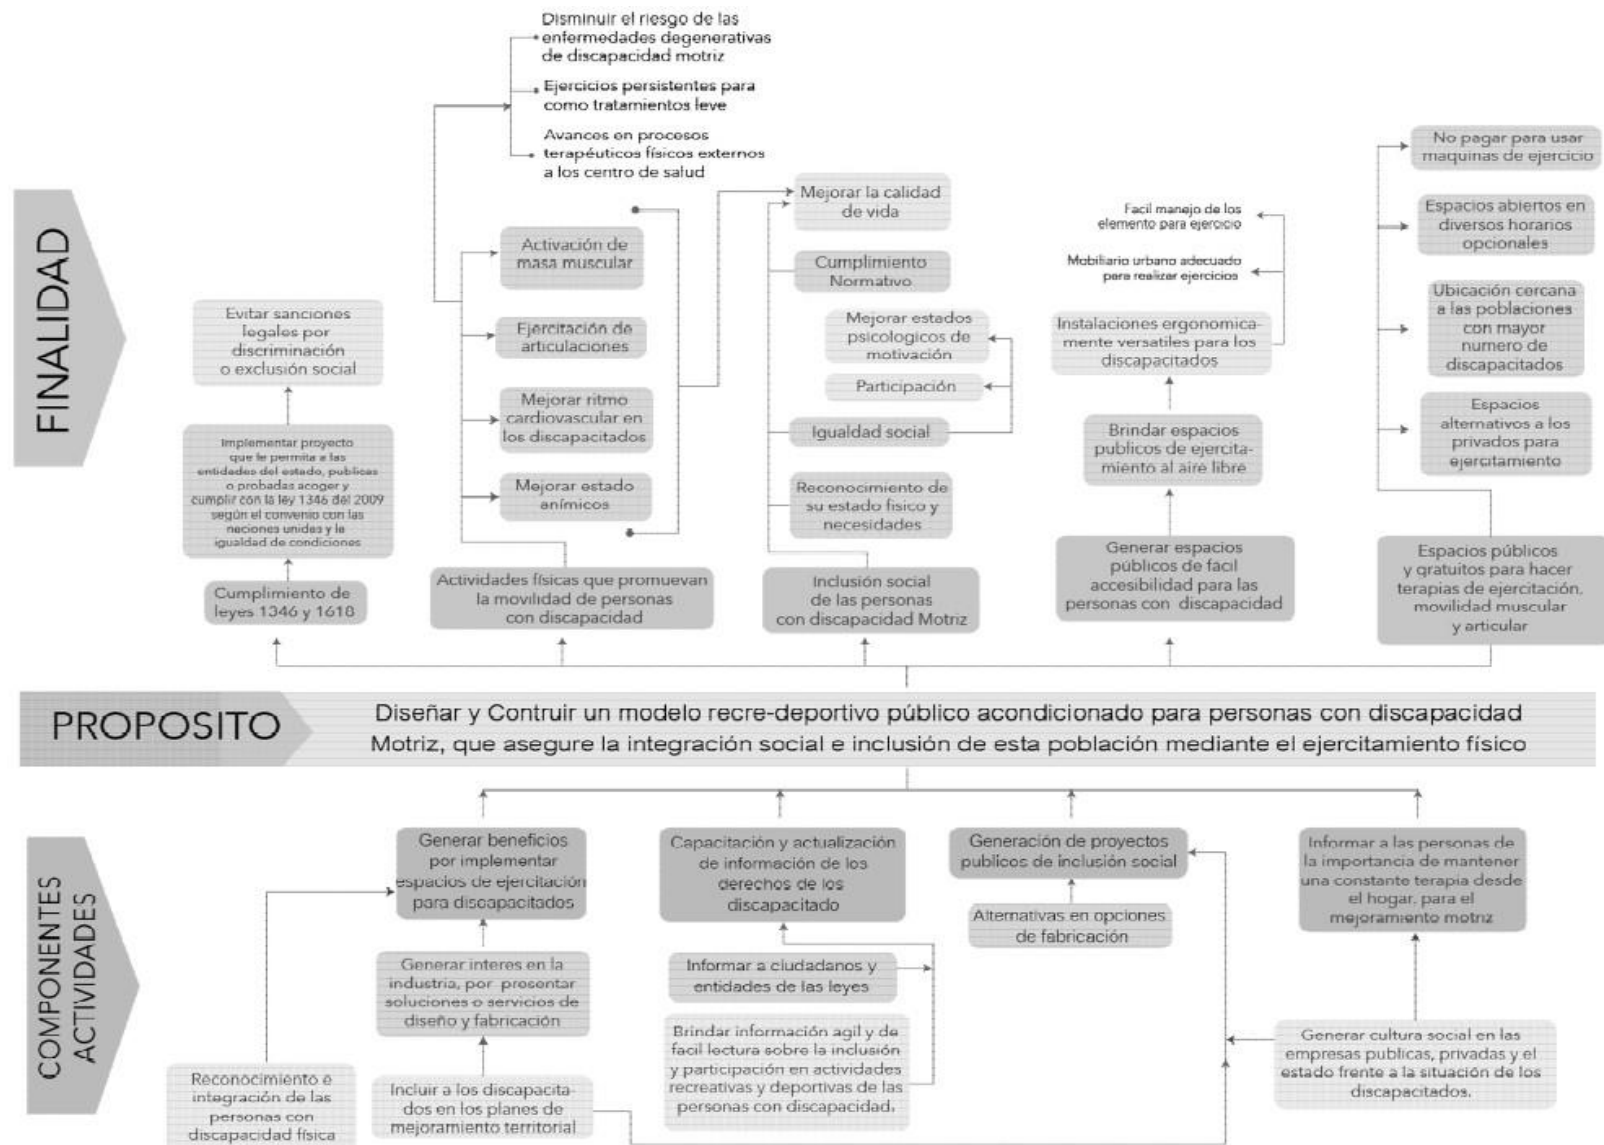 FINALIDAD
Disminuir el riesgo de las
enfermedades degenerativas
de discapacidad motriz
Ejercicios persistentes para
como tratamientos leve
Avances en procesos
terapéuticos físicos externos
a los centro de salud
Evitar sanciones
legales por
discriminación
o exclusión social
Implementar proyecto
que le permita a las
entidades del estado, publicas
o probadas acoger y
cumplir con la ley 1346 del 2009
según el convenio con las
naciones unidas y la
igualdad de condiciones
Cumplimiento de
leyes 1346 y 1618
Activación de
masa muscular
Ejercitación de
articulaciones
Mejorar ritmo
cardiovascular en
los discapacitados
Mejorar estado
anímicos
Actividades físicas que promuevan
la movilidad de personas
con discapacidad
Mejorar la calidad
de vida
Cumplimiento
Normativo
Mejorar estados
psicologicos de
motivación
Participación
Igualdad social
Reconocimiento de
su estado fisico y
necesidades
Inclusión social
de las personas
con discapacidad Motriz
Facil manejo de los
elemento para ejercicio
Mobiliario urbano adecuado
para realizar ejercicios
Instalaciones ergonomica-
mente versatiles para los
discapacitados
Brindar espacios
publicos de ejercita-
miento al aire libre
Generar espacios
públicos de facil
accesibilidad para las
personas con discapacidad
No pagar para usar
maquinas de ejercicio
Espacios abiertos en
diversos horarios
opcionales
Ubicación cercana
a las poblaciones
con mayor
numero de
discapacitados
Espacios
alternativos a los
privados para
ejercitamiento
Espacios públicos
y gratuitos para hacer
terapias de ejercitación,
movilidad muscular
y articular
PROPOSITO
Diseñar y Contruir un modelo recre-deportivo público acondicionado para personas con discapacidad
Motriz, que asegure la integración social e inclusión de esta población mediante el ejercitamiento físico
COMPONENTES
ACTIVIDADES
Generar beneficios
por implementar
espacios de ejercitación
para discapacitados
Generar interes en la
industria, por presentar
soluciones o servicios de
diseño y fabricación
Reconocimiento e
integración de las
personas con
discapacidad física
Incluir a los discapacita-
dos en los planes de
mejoramiento territorial
Capacitación y actualización
de información de los
derechos de los
discapacitado
Informar a ciudadanos y
entidades de las leyes
Brindar información agil y de
facil lectura sobre la inclusión
y participación en actividades
recreativas y deportivas de las
personas con discapacidad.
Generación de proyectos
publicos de inclusión social
Alternativas en opciones
de fabricación
Informar a las personas de
la importancia de mantener
una constante terapia desde
el hogar, para el
mejoramiento motriz
Generar cultura social en las
empresas publicas, privadas y el
estado frente a la situación de los
discapacitados.